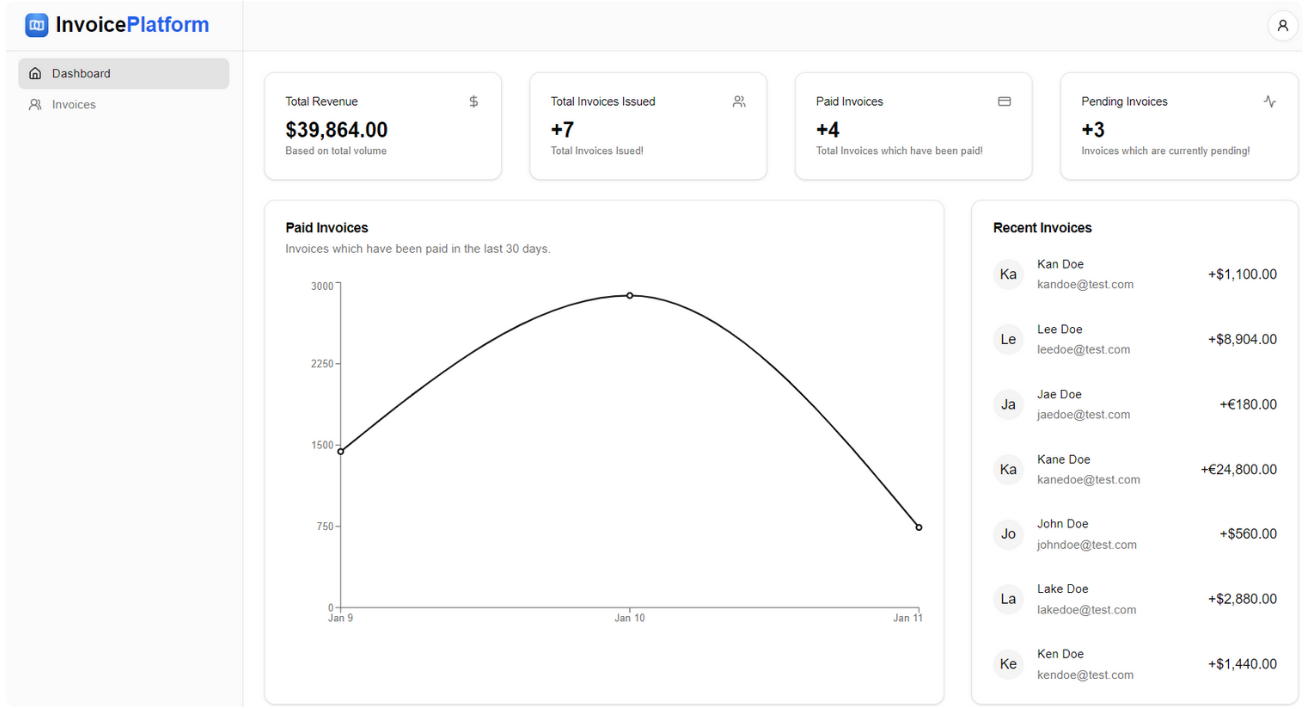 InvoicePlatform
Dashboard
Invoices
Total Revenue
$39,864.00
Based on total volume
Total Invoices Issued
+7
Total Invoices Isued!
Paid Invoices
+4
Total Invoices which have been paid!
Pending Invoices
+3
Invoices which are currently pending!
Paid Invoices
Invoices which have been paid in the last 30 days.
3000
2250
1500
750
0
Jan 9 Jan 10 Jan 11
Recent Invoices
Ka Kan Doe +$1,100.00
kandoe@test.com
Le Lee Doe +$8,904.00
leedoe@test.com
Ja Jae Doe +€180.00
jaedoe@test.com
Ka Kane Doe +€24,800.00
kanedoe@test.com
Jo John Doe +$560.00
johndoe@test.com
La Lake Doe +$2,880.00
lakedoe@test.com
Ke Ken Doe +$1,440.00
kendoe@test.com